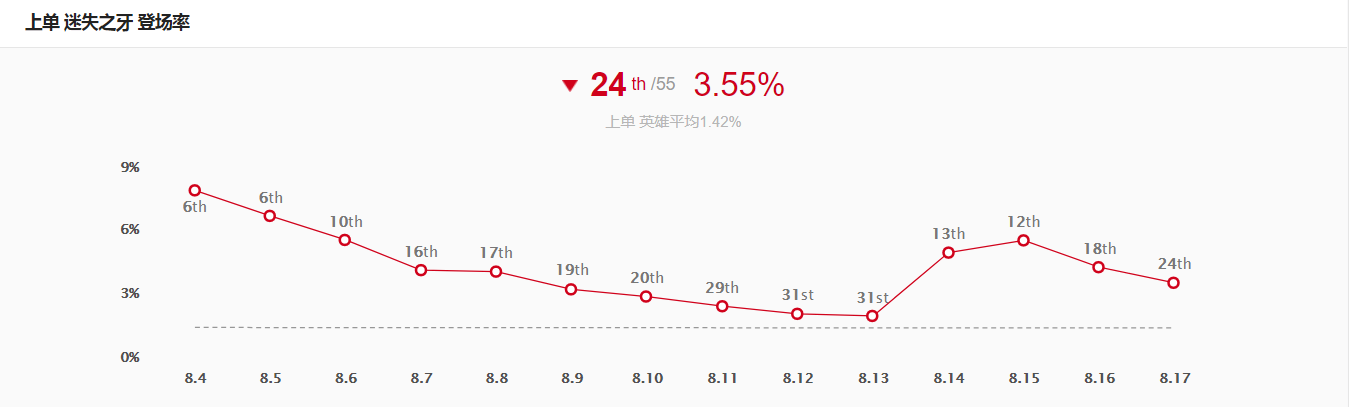 上单 迷失之牙 登场率
24 th /55 3.55%
上单 英雄平均1.42%
9%
6%
3%
0%
6th
6th
10th
16th
17th
19th
20th
29th
31st
31st
13th
12th
18th
24th
8.4 8.5 8.6 8.7 8.8 8.9 8.10 8.11 8.12 8.13 8.14 8.15 8.16 8.17